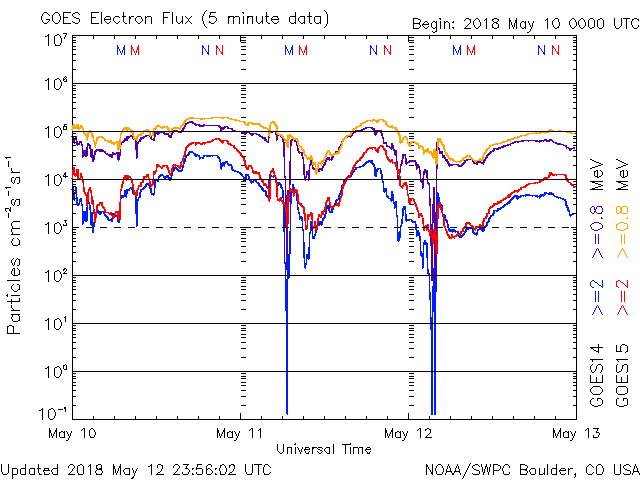 GOES Electron Flux (5 minute data)
Begin: 2018 May 10 0000 UTC
10⁷
M M N N M M N N M M N N
10⁶
10⁵
10⁴
10³
10²
10¹
10⁰
10⁻¹
Particles cm⁻²s⁻¹sr⁻¹
May 10 May 11 May 12 May 13
Universal Time
GOES14 >=2 >=0.8 MeV
GOES15 >=2 >=0.8 MeV
Updated 2018 May 12 23:56:02 UTC
NOAA/SWPC Boulder, CO USA